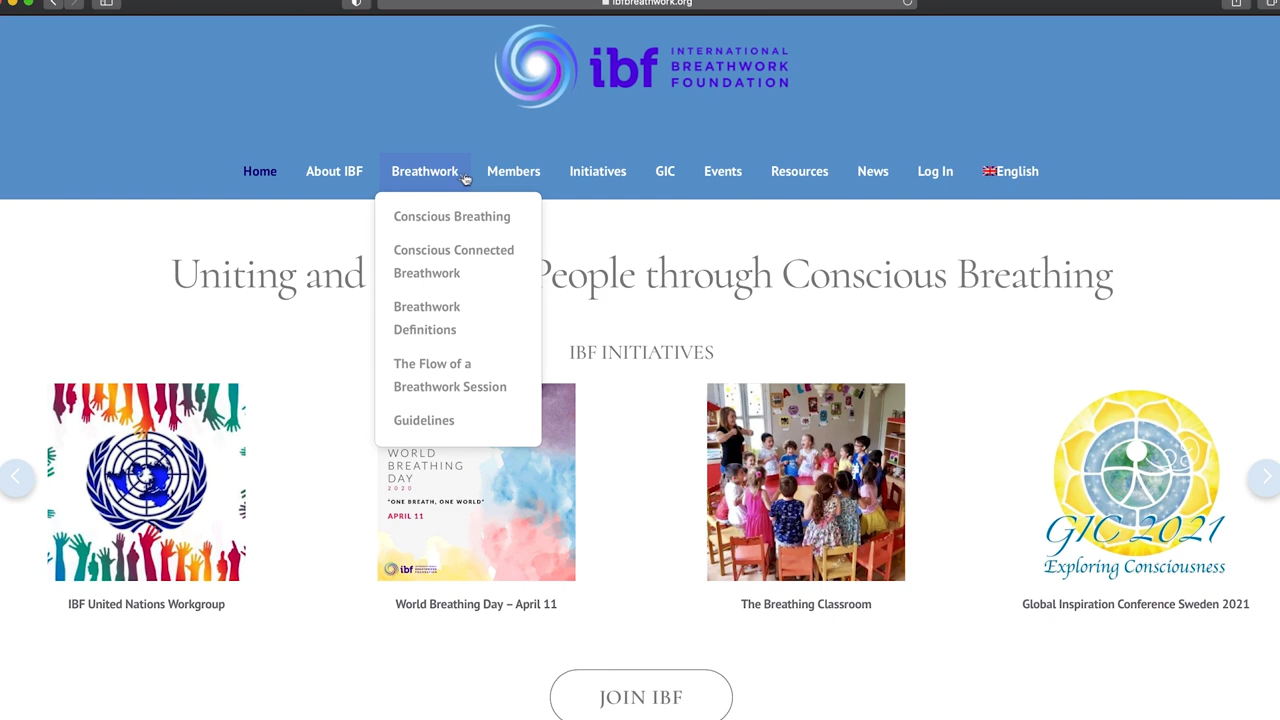 ibfbreathwork.org
ibf
INTERNATIONAL
BREATHWORK
FOUNDATION
Home About IBF Breathwork Members Initiatives GIC Events Resources News Log In English
Conscious Breathing
Conscious Connected
Breathwork
Breathwork
Definitions
The Flow of a
Breathwork Session
Guidelines
Uniting and People through Conscious Breathing
IBF INITIATIVES
WORLD
BREATHING
DAY
2020
"ONE BREATH, ONE WORLD"
APRIL 11
ibf
INTERNATIONAL
BREATHWORK
FOUNDATION
GIC 2021
Exploring Consciousness
IBF United Nations Workgroup
World Breathing Day – April 11
The Breathing Classroom
Global Inspiration Conference Sweden 2021
JOIN IBF